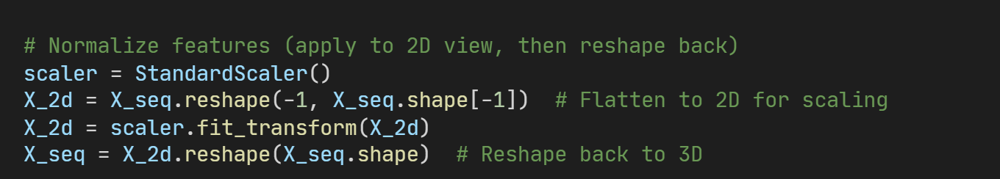 # Normalize features (apply to 2D view, then reshape back)
scaler = StandardScaler()
X_2d = X_seq.reshape(-1, X_seq.shape[-1])  # Flatten to 2D for scaling
X_2d = scaler.fit_transform(X_2d)
X_seq = X_2d.reshape(X_seq.shape)  # Reshape back to 3D